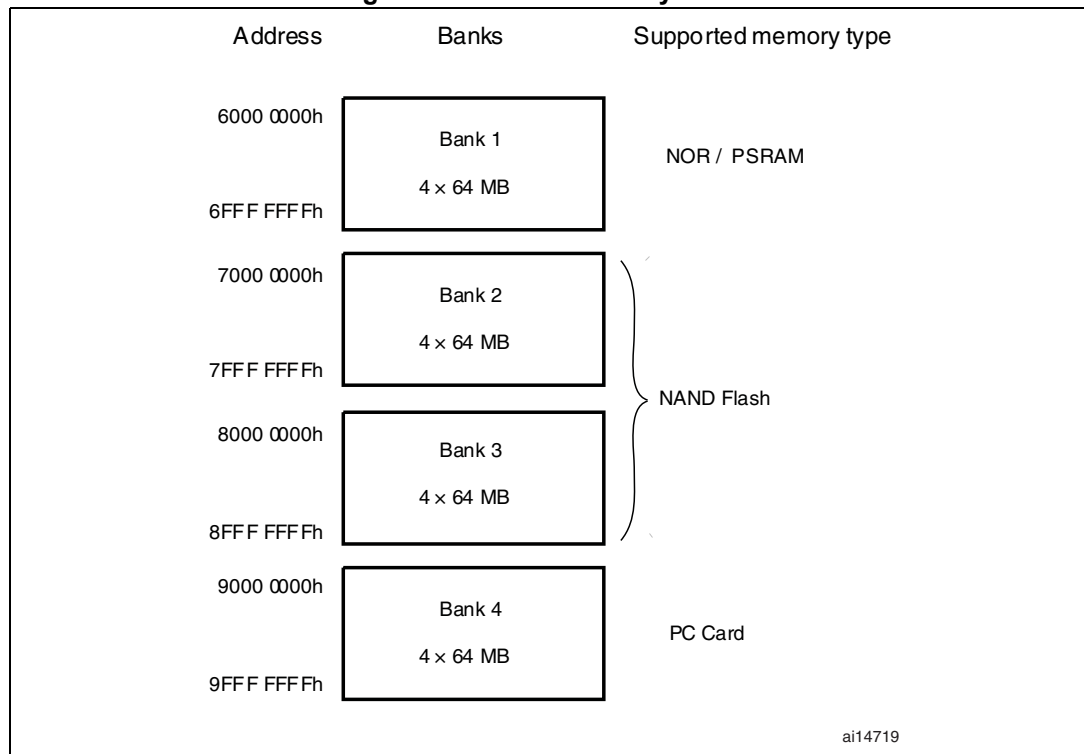 Address Banks Supported memory type
6000 0000h
Bank 1
NOR / PSRAM
4 × 64 MB
6FFF FFFFh
7000 0000h
Bank 2
4 × 64 MB
7FFF FFFFh
NAND Flash
8000 0000h
Bank 3
4 × 64 MB
8FFF FFFFh
9000 0000h
Bank 4
PC Card
4 × 64 MB
9FFF FFFFh
ai14719